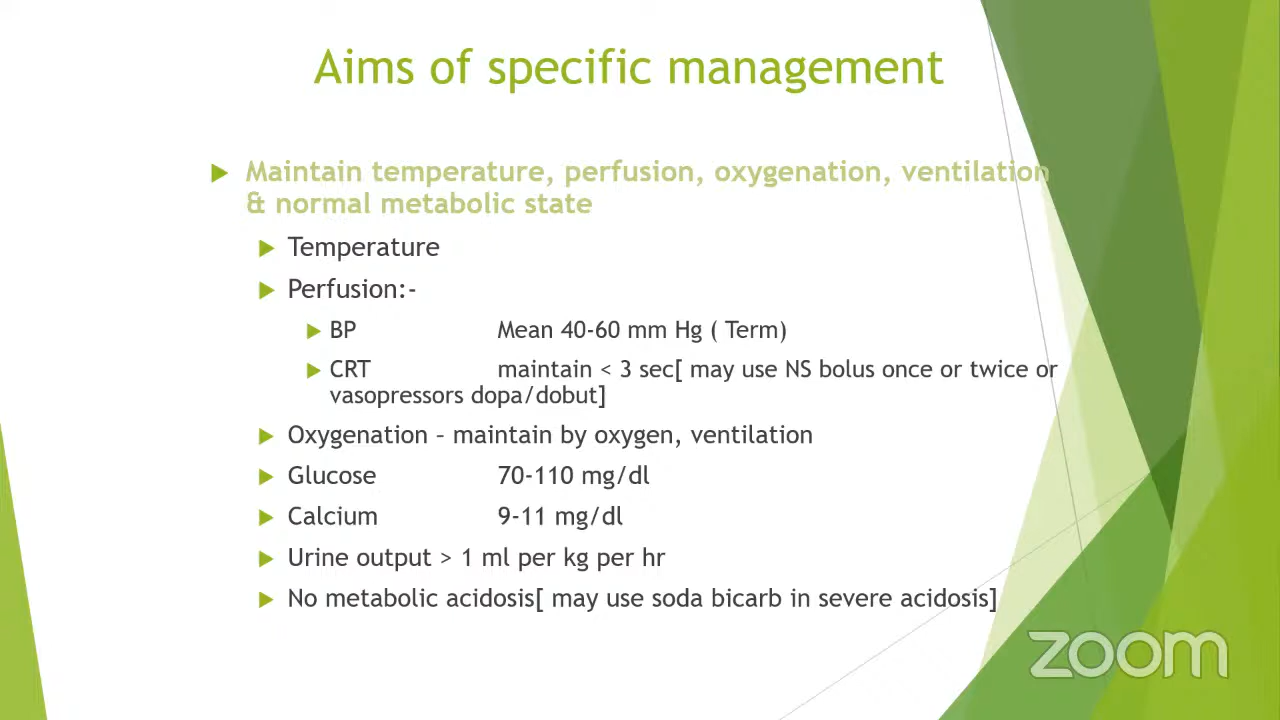 Aims of specific management
Maintain temperature, perfusion, oxygenation, ventilation
& normal metabolic state
Temperature
Perfusion:-
BP Mean 40-60 mm Hg ( Term)
CRT maintain < 3 sec[ may use NS bolus once or twice or
vasopressors dopa/dobut]
Oxygenation – maintain by oxygen, ventilation
Glucose 70-110 mg/dl
Calcium 9-11 mg/dl
Urine output > 1 ml per kg per hr
No metabolic acidosis[ may use soda bicarb in severe acidosis]
zoom